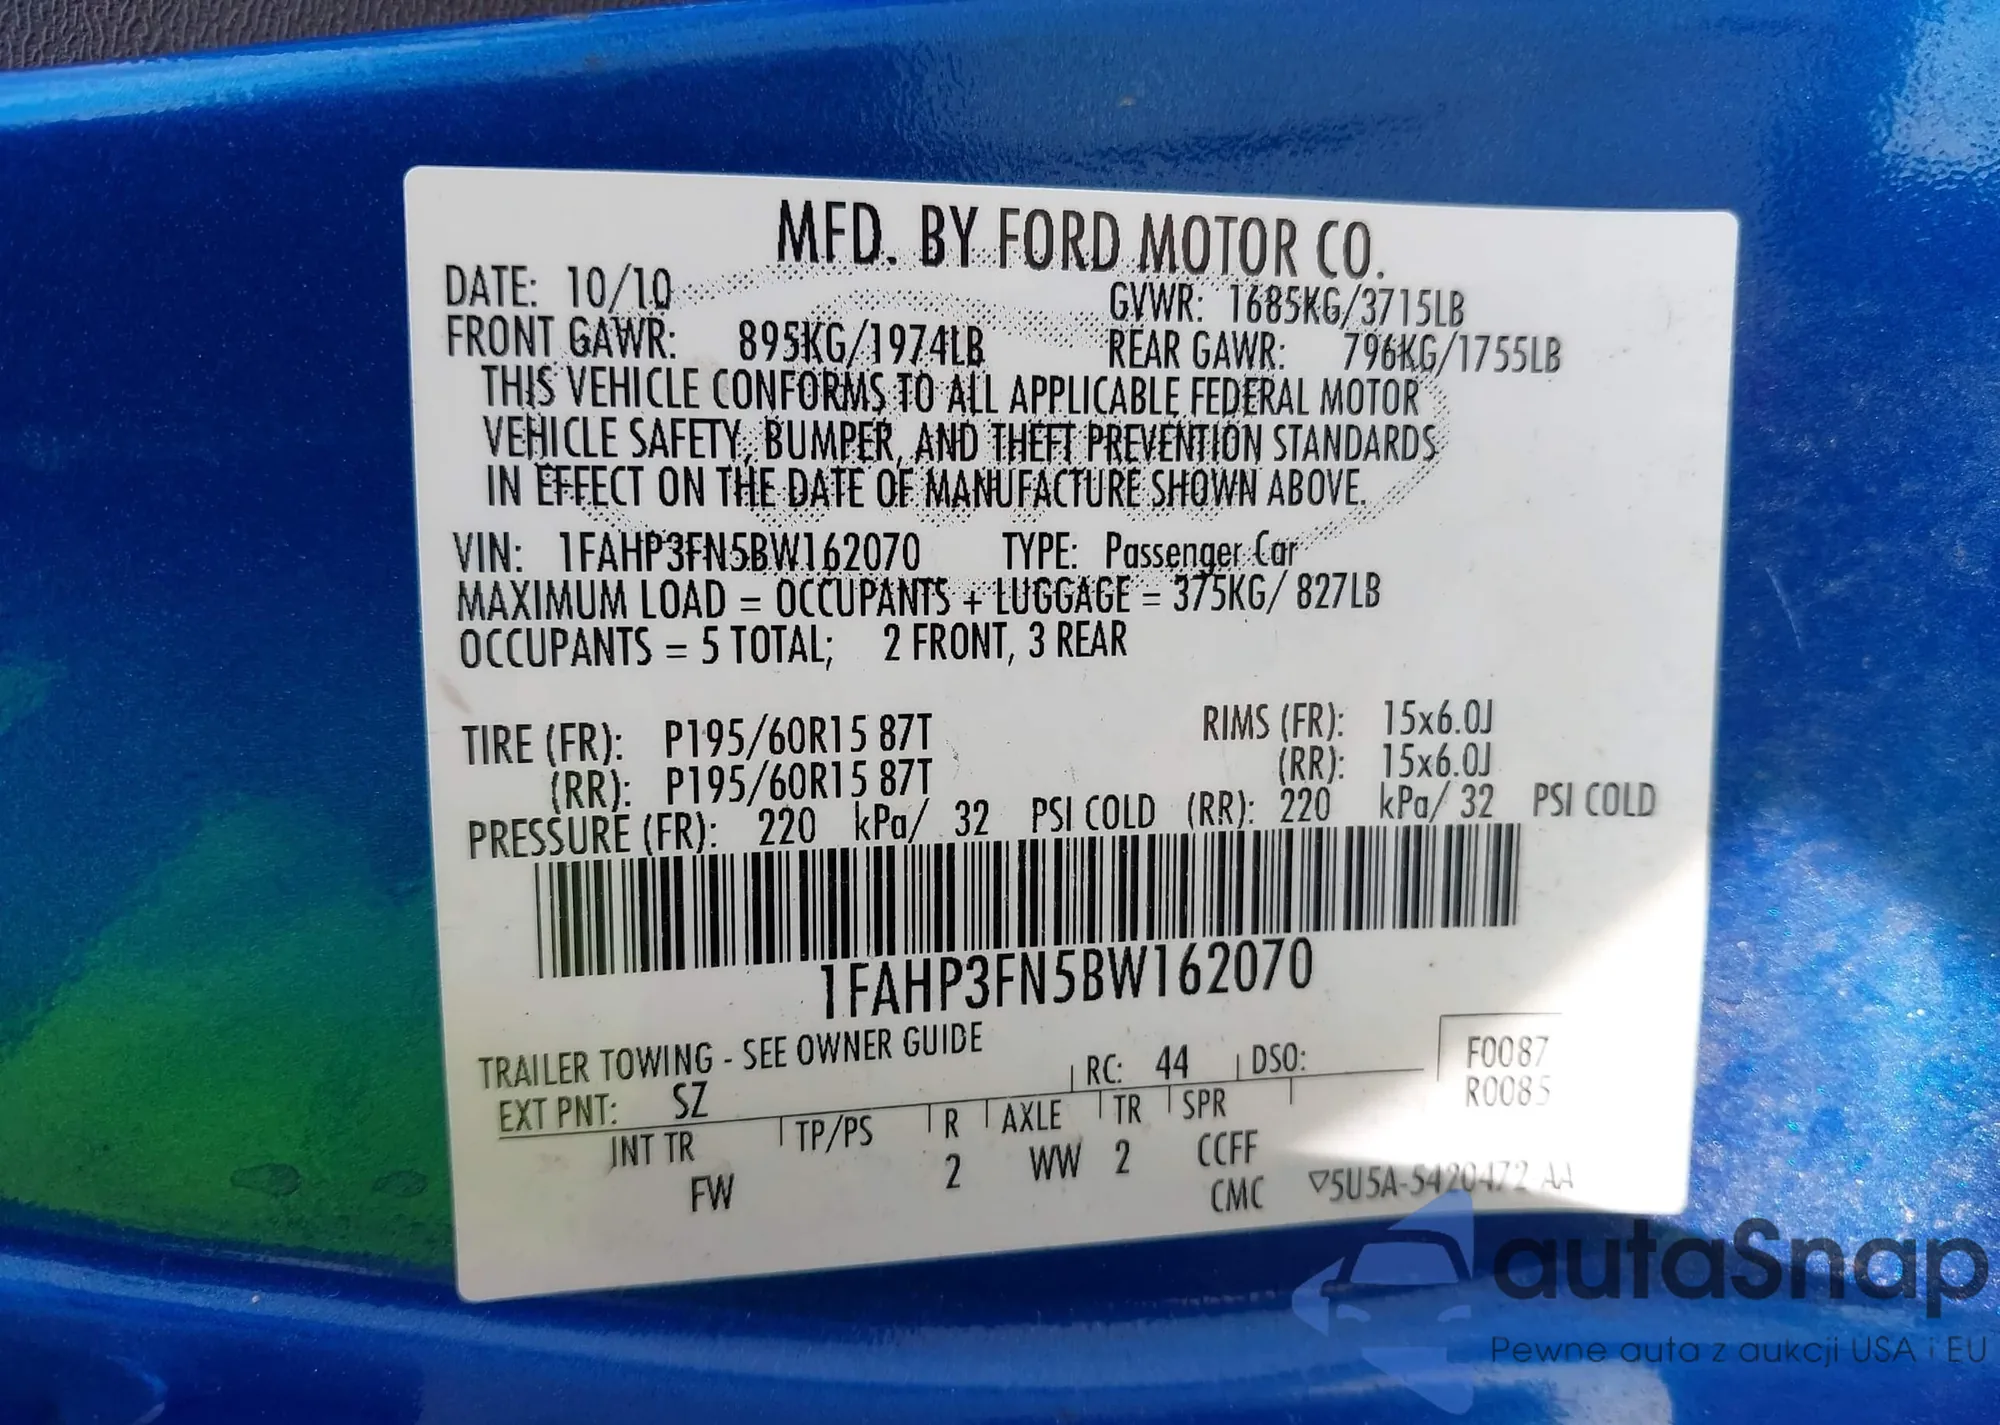 MFD. BY FORD MOTOR CO.
DATE: 10/10 GVWR: 1685KG/3715LB
FRONT GAWR: 895KG/1974LB REAR GAWR: 796KG/1755LB
THIS VEHICLE CONFORMS TO ALL APPLICABLE FEDERAL MOTOR
VEHICLE SAFETY, BUMPER, AND THEFT PREVENTION STANDARDS
IN EFFECT ON THE DATE OF MANUFACTURE SHOWN ABOVE.
VIN: 1FAHP3FN5BW162070 TYPE: Passenger Car
MAXIMUM LOAD = OCCUPANTS + LUGGAGE = 375KG/ 827LB
OCCUPANTS = 5 TOTAL; 2 FRONT, 3 REAR
TIRE (FR): P195/60R15 87T RIMS (FR): 15x6.0J
(RR): P195/60R15 87T (RR): 15x6.0J
PRESSURE (FR): 220 kPa/ 32 PSI COLD (RR): 220 kPa/ 32 PSI COLD
1FAHP3FN5BW162070
TRAILER TOWING - SEE OWNER GUIDE
EXT PNT: SZ RC: 44 DSO: F0087
R0085
INT TR TP/PS R AXLE TR SPR
FW 2 WW 2 CCFF
CMC ▽5U5A-5420472-AA
autaSnap
Pewne auta z aukcji USA i EU